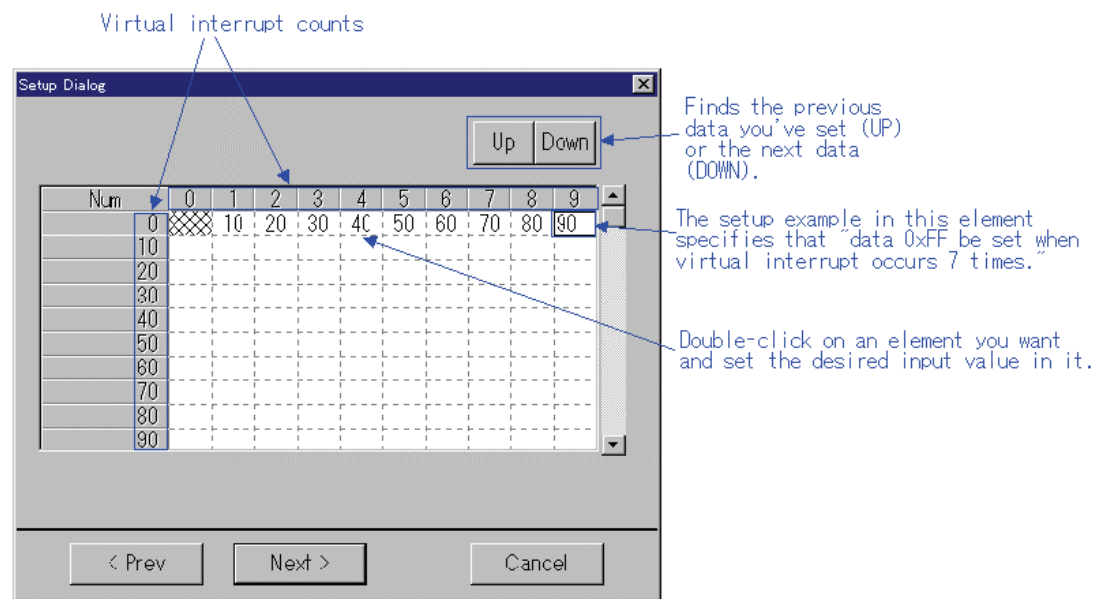 Virtual interrupt counts
Setup Dialog
Finds the previous
data you've set (UP)
or the next data
(DOWN).
Up Down
Num 0 1 2 3 4 5 6 7 8 9
0 10 20 30 40 50 60 70 80 90
The setup example in this element
specifies that "data 0xFF be set when
virtual interrupt occurs 7 times."
10
20
30
40
50
60
70
80
90
Double-click on an element you want
and set the desired input value in it.
< Prev
Next >
Cancel